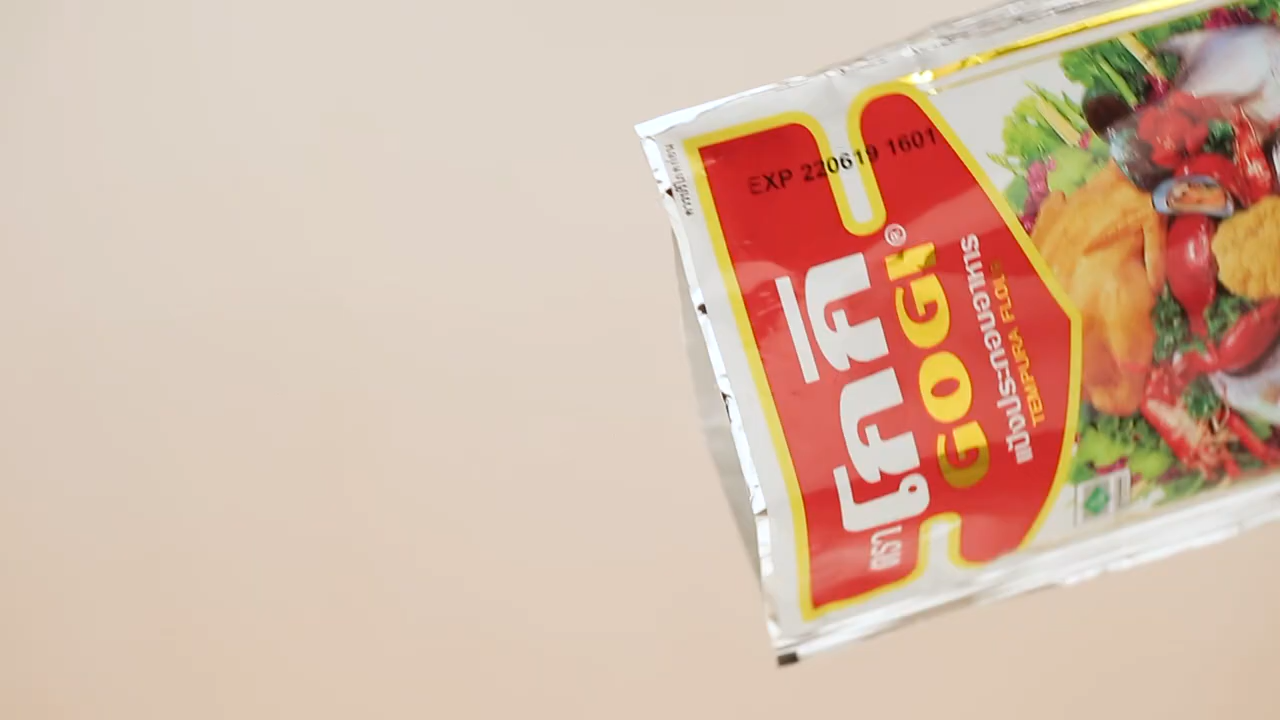 EXP 220619 1601
ตรา
โกกิ
GOGI®
แป้งประกอบอาหาร
TEMPURA FLOUR